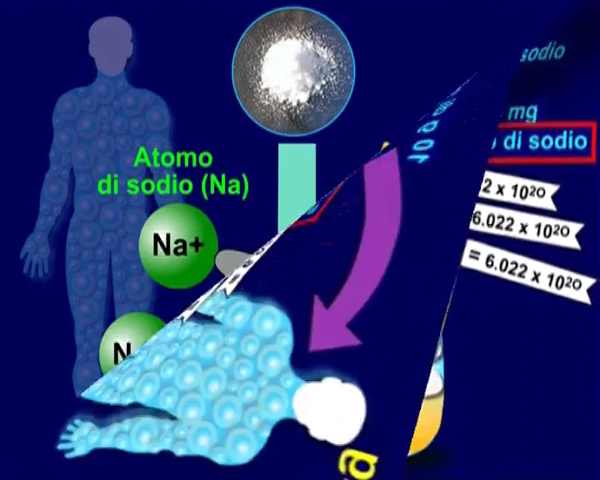 sodio
mg
di sodio
Atomo
di sodio (Na)
2 x 10²⁰
6.022 x 10²⁰
= 6.022 x 10²⁰
Na+
N
a